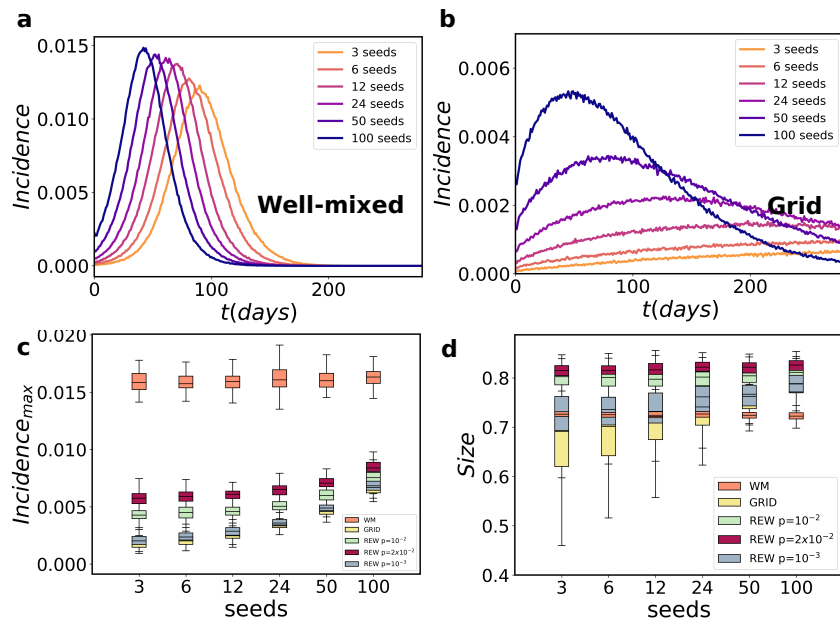 a
0.015
0.010
0.005
0.000
Incidence
0
100
200
t(days)
3 seeds
6 seeds
12 seeds
24 seeds
50 seeds
100 seeds
Well-mixed
b
0.006
0.004
0.002
0.000
Incidence
0
100
200
t(days)
3 seeds
6 seeds
12 seeds
24 seeds
50 seeds
100 seeds
Grid
c
0.020
0.015
0.010
0.005
0.000
Incidence_max
3 6 12 24 50 100
seeds
WM
GRID
REW p=10⁻²
REW p=2x10⁻²
REW p=10⁻³
d
0.8
0.7
0.6
0.5
0.4
Size
3 6 12 24 50 100
seeds
WM
GRID
REW p=10⁻²
REW p=2x10⁻²
REW p=10⁻³